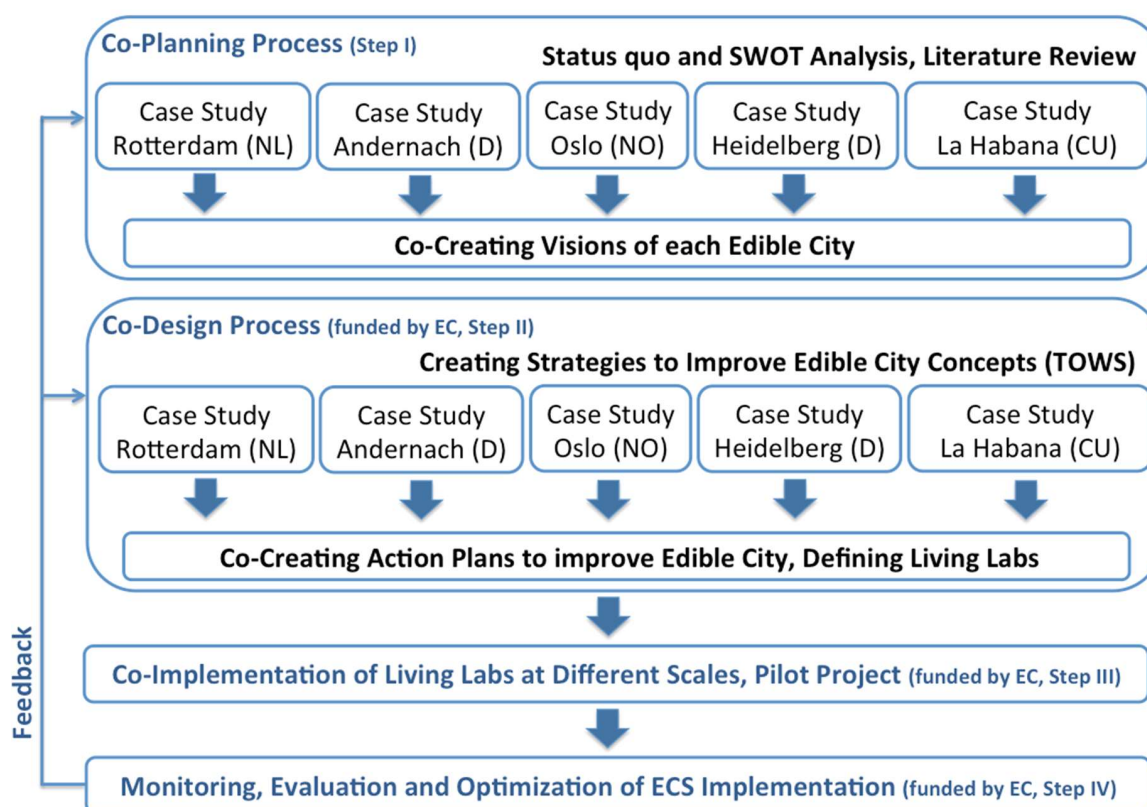 Co-Planning Process (Step I)
Status quo and SWOT Analysis, Literature Review
Case Study
Rotterdam (NL)
Case Study
Andernach (D)
Case Study
Oslo (NO)
Case Study
Heidelberg (D)
Case Study
La Habana (CU)
Co-Creating Visions of each Edible City
Co-Design Process (funded by EC, Step II)
Creating Strategies to Improve Edible City Concepts (TOWS)
Case Study
Rotterdam (NL)
Case Study
Andernach (D)
Case Study
Oslo (NO)
Case Study
Heidelberg (D)
Case Study
La Habana (CU)
Co-Creating Action Plans to improve Edible City, Defining Living Labs
Feedback
Co-Implementation of Living Labs at Different Scales, Pilot Project (funded by EC, Step III)
Monitoring, Evaluation and Optimization of ECS Implementation (funded by EC, Step IV)